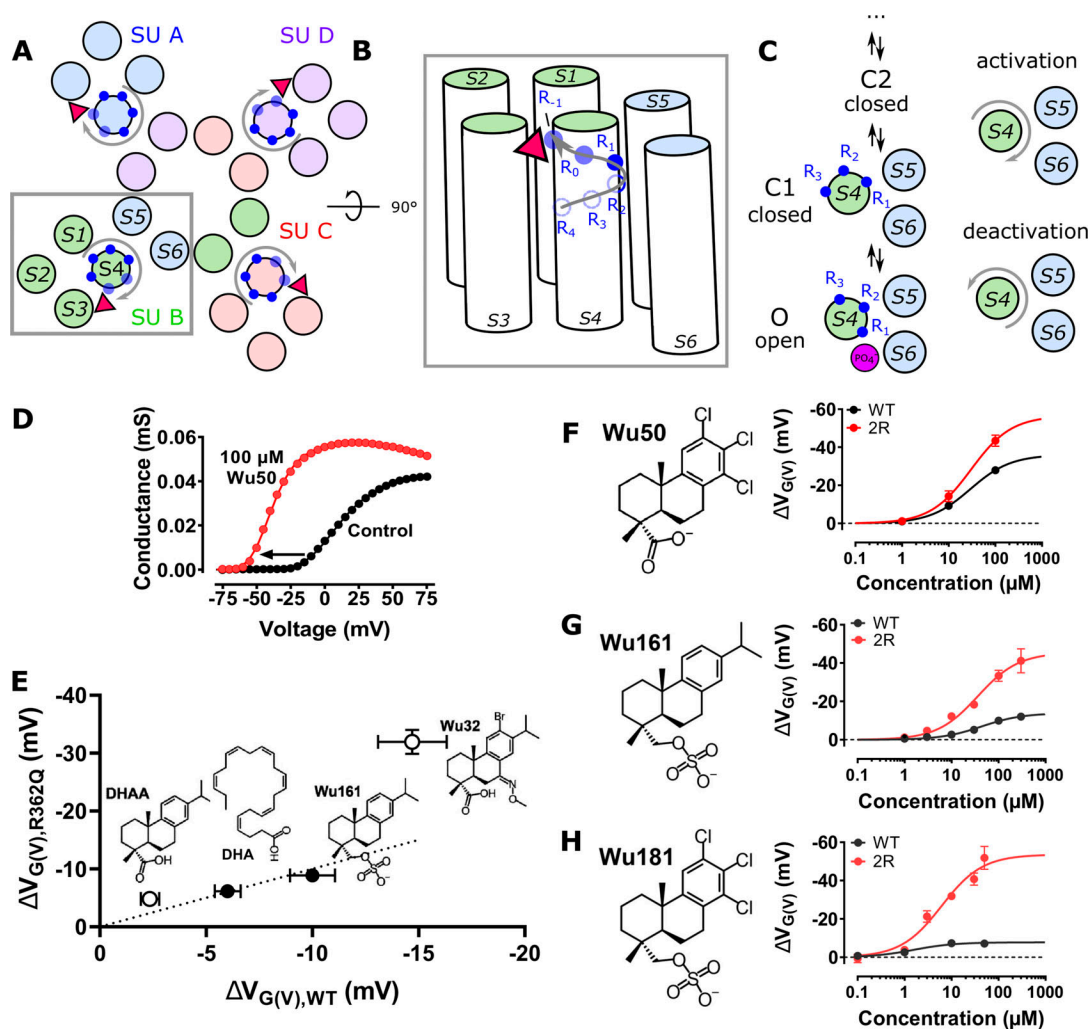 A
SU A
SU D
S1
S2
S3
S4
S5
S6
SU B
SU C
90°
B
S2
S1
S5
R-1
R0
R1
R2
R3
R4
S3
S4
S6
C
...
C2
closed
activation
S4
S5
S6
C1
closed
R3
R2
R1
S4
S5
S6
deactivation
S4
S5
S6
O
open
R3
R2
R1
S4
S5
S6
D
Conductance (mS)
0.06
0.04
0.02
0.00
100 µM
Wu50
Control
-75 -50 -25 0 25 50 75
Voltage (mV)
E
ΔVG(V),R362Q (mV)
-40
-30
-20
-10
0
DHAA
OH
O
DHA
O
O
H
Wu161
O
O
S
O
O⁻
Wu32
Br
N
O
OH
O
0 -5 -10 -15 -20
ΔVG(V),WT (mV)
F
Wu50
Cl
Cl
Cl
O⁻
O
ΔVG(V) (mV)
-60
-40
-20
0
WT
2R
0.1 1 10 100 1000
Concentration (µM)
G
Wu161
O
O
S
O
O⁻
ΔVG(V) (mV)
-60
-40
-20
0
WT
2R
0.1 1 10 100 1000
Concentration (µM)
H
Wu181
Cl
Cl
Cl
O
O
S
O
O⁻
ΔVG(V) (mV)
-60
-40
-20
0
WT
2R
0.1 1 10 100 1000
Concentration (µM)